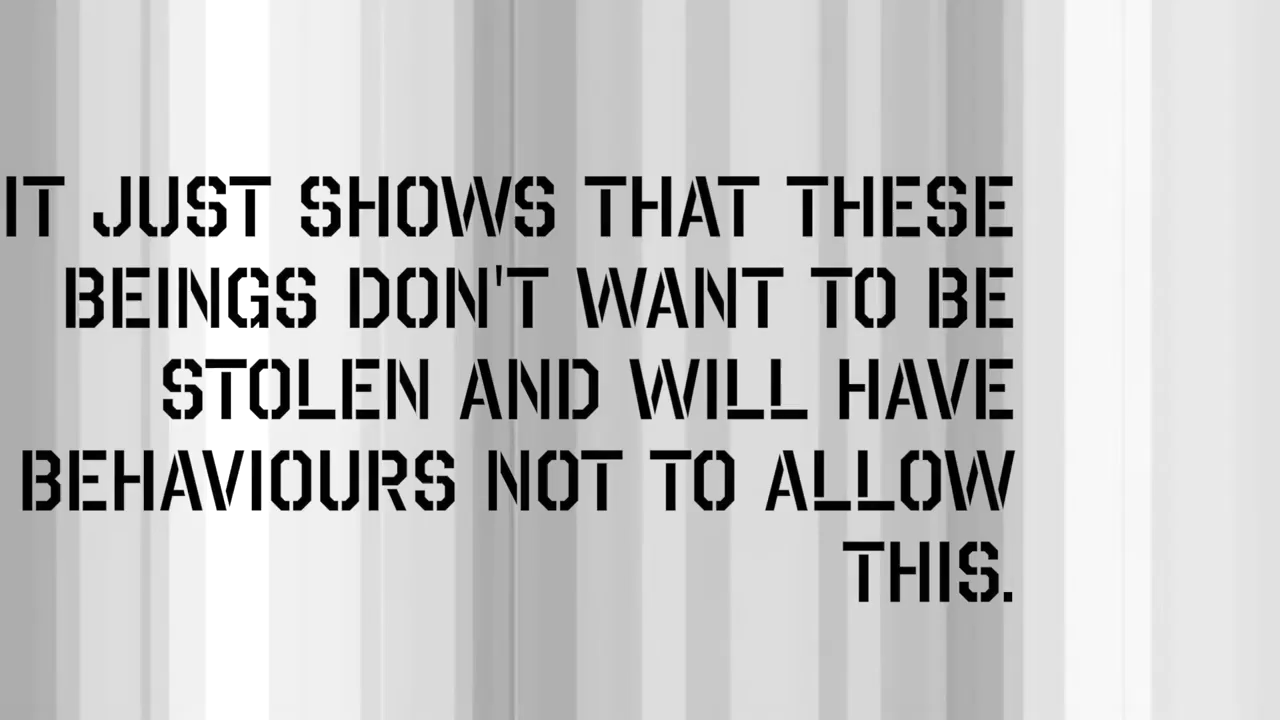 IT JUST SHOWS THAT THESE
BEINGS DON'T WANT TO BE
STOLEN AND WILL HAVE
BEHAVIOURS NOT TO ALLOW
THIS.